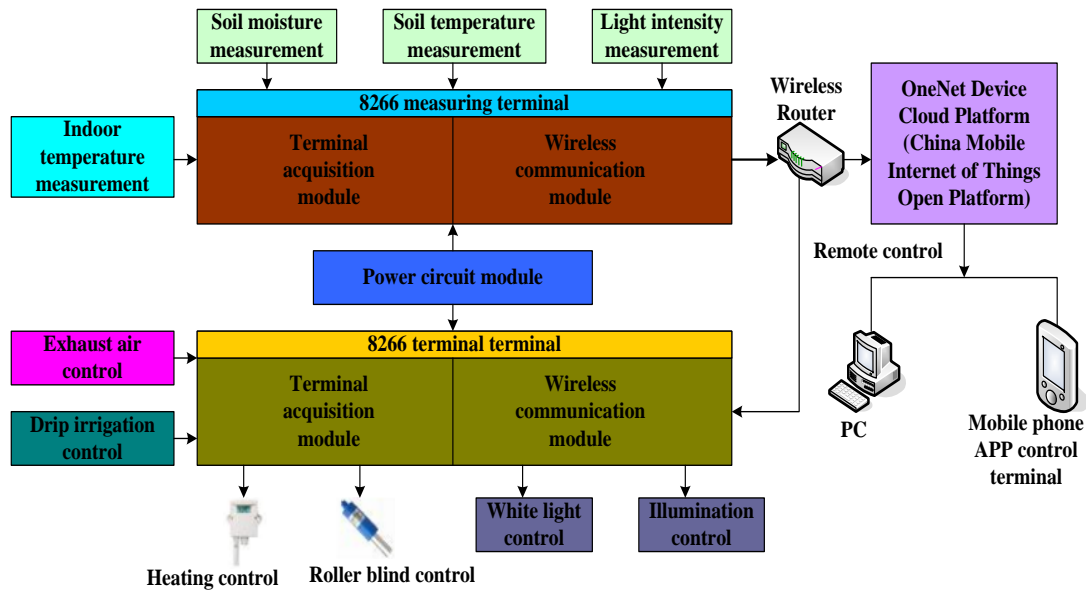 Soil moisture
measurement
Soil temperature
measurement
Light intensity
measurement
8266 measuring terminal
Indoor
temperature
measurement
Terminal
acquisition
module
Wireless
communication
module
Wireless
Router
OneNet Device
Cloud Platform
(China Mobile
Internet of Things
Open Platform)
Remote control
Power circuit module
8266 terminal terminal
Exhaust air
control
Drip irrigation
control
Terminal
acquisition
module
Wireless
communication
module
PC
Mobile phone
APP control
terminal
Heating control
Roller blind control
White light
control
Illumination
control